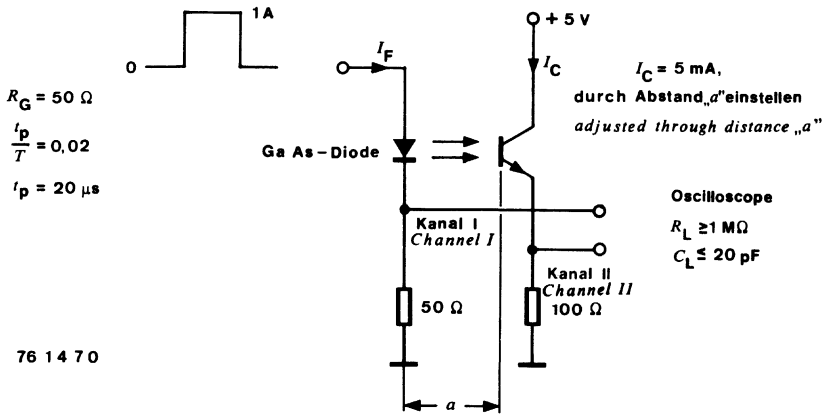 1A
0
R_G = 50 Ω
t_p/T = 0,02
t_p = 20 µs
I_F
Ga As-Diode
+ 5 V
I_C
I_C = 5 mA,
durch Abstand „a" einstellen
adjusted through distance „a"
Kanal I
Channel I
Kanal II
Channel II
Oscilloscope
R_L ≥ 1 MΩ
C_L ≤ 20 pF
50 Ω
100 Ω
a
76 1470